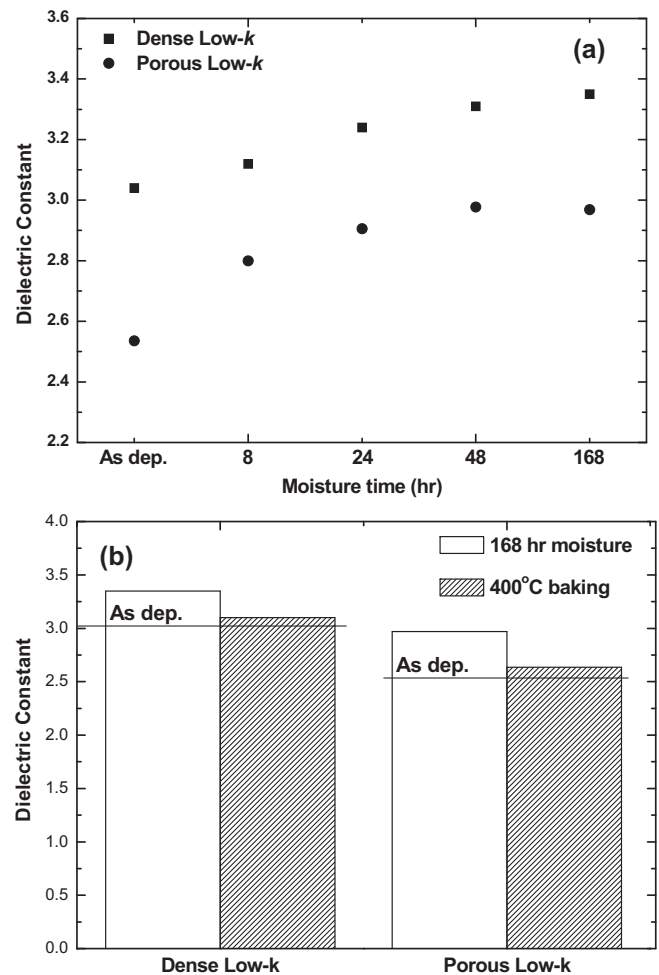 3.6
3.4
3.2
3.0
2.8
2.6
2.4
2.2
Dielectric Constant
Dense Low-k
Porous Low-k
(a)
As dep.
8
24
48
168
Moisture time (hr)
4.0
3.5
3.0
2.5
2.0
1.5
1.0
0.5
0.0
Dielectric Constant
(b)
168 hr moisture
400°C baking
As dep.
As dep.
Dense Low-k
Porous Low-k